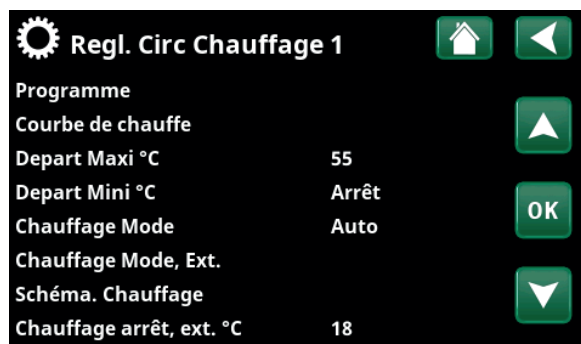 Regl. Circ Chauffage 1
Programme
Courbe de chauffe
Depart Maxi °C 55
Depart Mini °C Arrêt
Chauffage Mode Auto
OK
Chauffage Mode, Ext.
Schéma. Chauffage
Chauffage arrêt, ext. °C 18